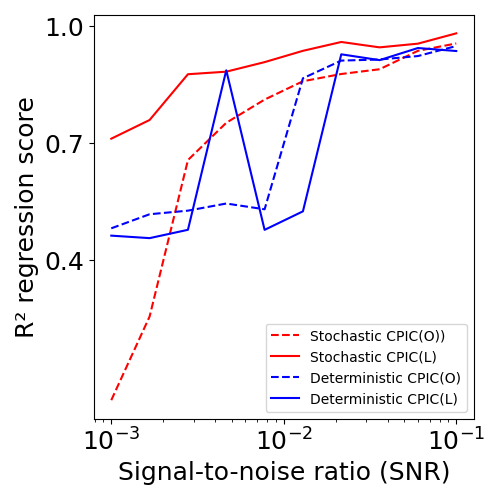 1.0
0.7
0.4
R² regression score
Stochastic CPIC(O))
Stochastic CPIC(L)
Deterministic CPIC(O)
Deterministic CPIC(L)
10⁻³
10⁻²
10⁻¹
Signal-to-noise ratio (SNR)